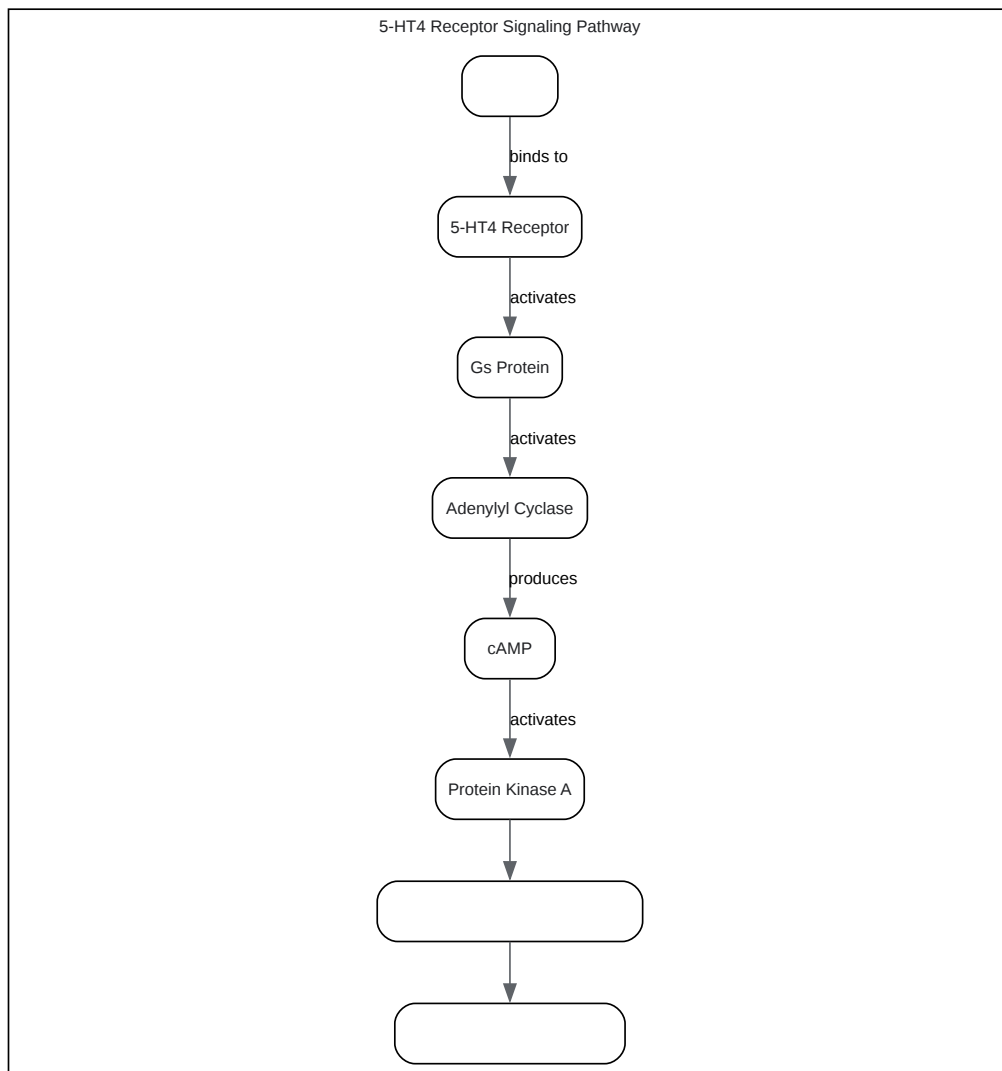 5-HT4 Receptor Signaling Pathway
binds to
5-HT4 Receptor
activates
Gs Protein
activates
Adenylyl Cyclase
produces
cAMP
activates
Protein Kinase A